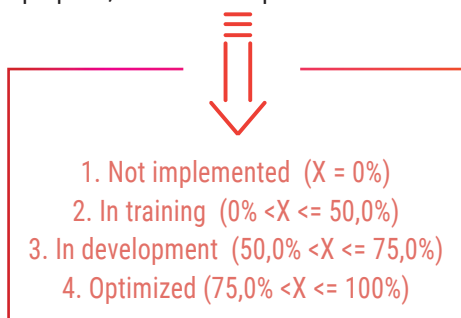 1. Not implemented (X = 0%)
2. In training (0% <X <= 50,0%)
3. In development (50,0% <X <= 75,0%)
4. Optimized (75,0% <X <= 100%)